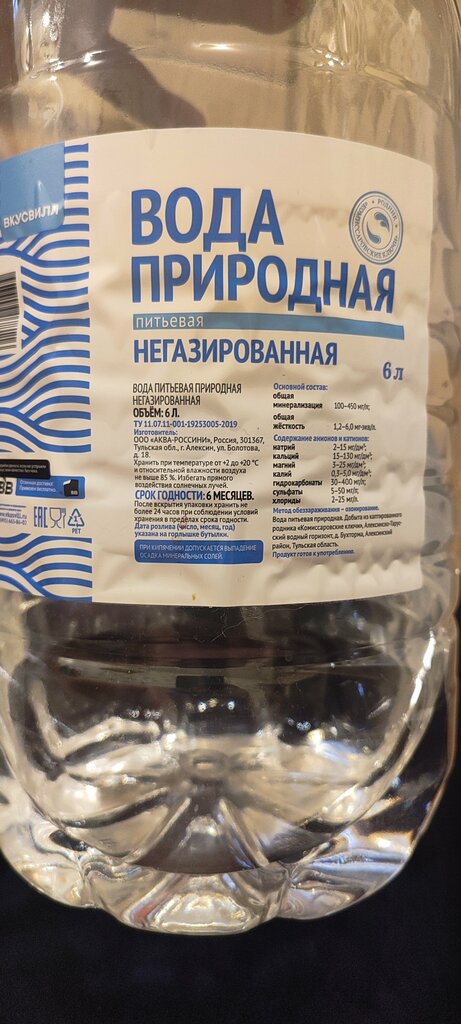 ВКУСВИЛЛ
ВОДА
ПРИРОДНАЯ
питьевая
НЕГАЗИРОВАННАЯ
6 л
ВОДА ПИТЬЕВАЯ ПРИРОДНАЯ
НЕГАЗИРОВАННАЯ
ОБЪЁМ: 6 Л.
ТУ 11.07.11-001-19253005-2019
Изготовитель:
ООО «АКВА-РОССИНИ», Россия, 301367,
Тульская обл., г. Алексин, ул. Болотова,
д. 18.
Хранить при температуре от +2 до +20 °C
и относительной влажности воздуха
не выше 85 %. Избегать прямого
воздействия солнечных лучей.
СРОК ГОДНОСТИ: 6 МЕСЯЦЕВ.
После вскрытия упаковки хранить не
более 24 часов при соблюдении условий
хранения в пределах срока годности.
Дата розлива (число, месяц, год)
указана на горлышке бутылки.
ПРИ КИПЯЧЕНИИ ДОПУСКАЕТСЯ ВЫПАДЕНИЕ
ОСАДКА МИНЕРАЛЬНЫХ СОЛЕЙ.
Основной состав:
общая
минерализация 100–450 мг/л;
общая
жёсткость 1,2–6,0 мг-экв/л.
Содержание анионов и катионов:
натрий 2–15 мг/дм³;
кальций 15–130 мг/дм³;
магний 3–25 мг/дм³;
калий 0,3–5,0 мг/дм³;
гидрокарбонаты 30–400 мг/л;
сульфаты 5–50 мг/л;
хлориды 2–25 мг/л.
Метод обеззараживания – озонирование.
Вода питьевая природная. Добыта из каптированного
родника «Комиссаровские ключи», Алексинско-Тарус-
ский водный горизонт, д. Бухторма, Алексинский
район, Тульская область.
Продукт готов к употреблению.
EAC
PET